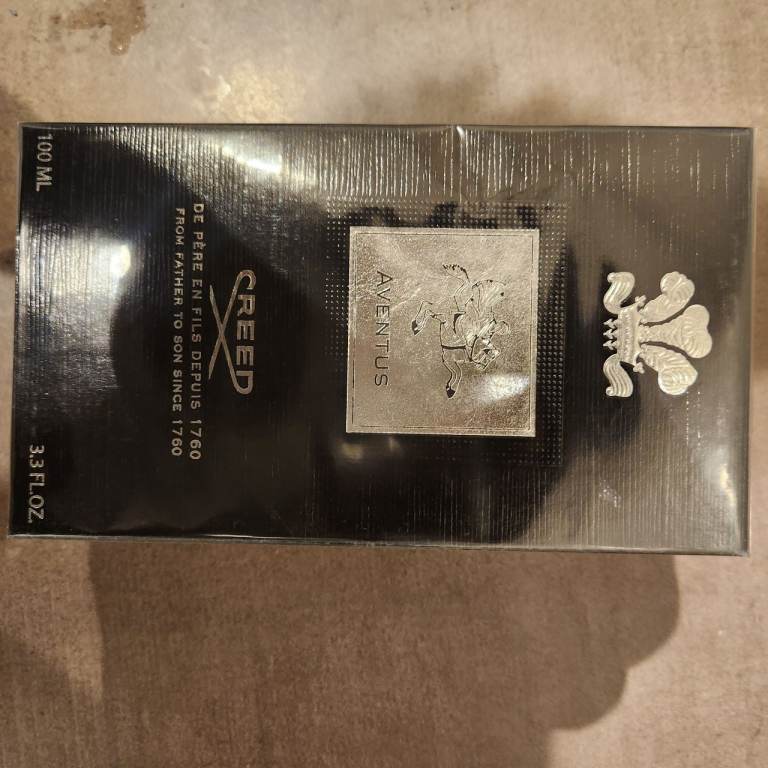 AVENTUS
CREED
DE PÈRE EN FILS DEPUIS 1760
FROM FATHER TO SON SINCE 1760
100 ML
3.3 FL.OZ.